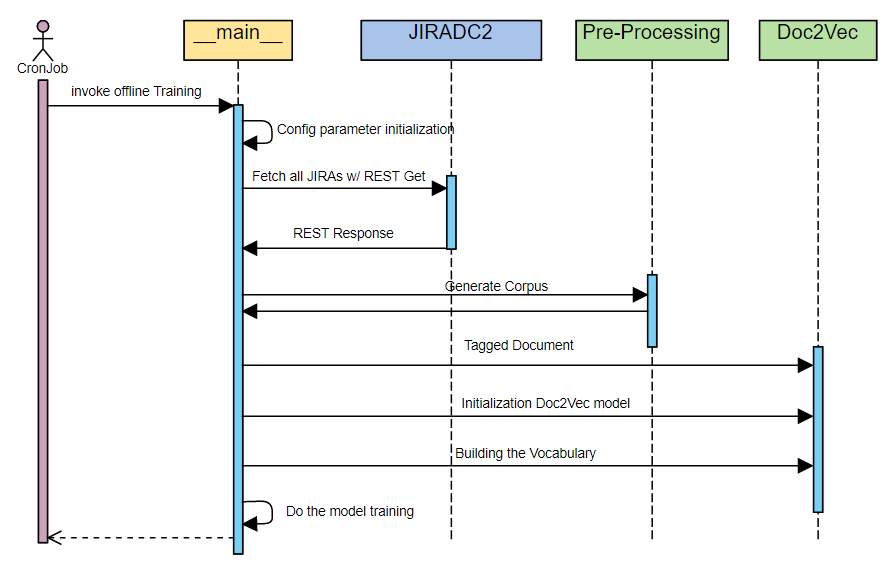 __main__
JIRADC2
Pre-Processing
Doc2Vec
CronJob
invoke offline Training
Config parameter initialization
Fetch all JIRAs w/ REST Get
REST Response
Generate Corpus
Tagged Document
Initialization Doc2Vec model
Building the Vocabulary
Do the model training